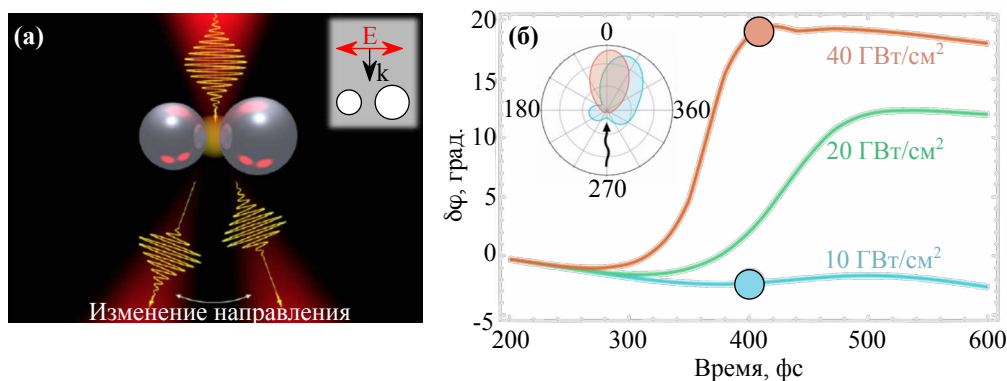 (а)
E
k
Изменение направления
(б)
0
180
360
270
40 ГВт/см²
20 ГВт/см²
10 ГВт/см²
δφ, град.
20
15
10
5
0
-5
200
300
400
500
600
Время, фс